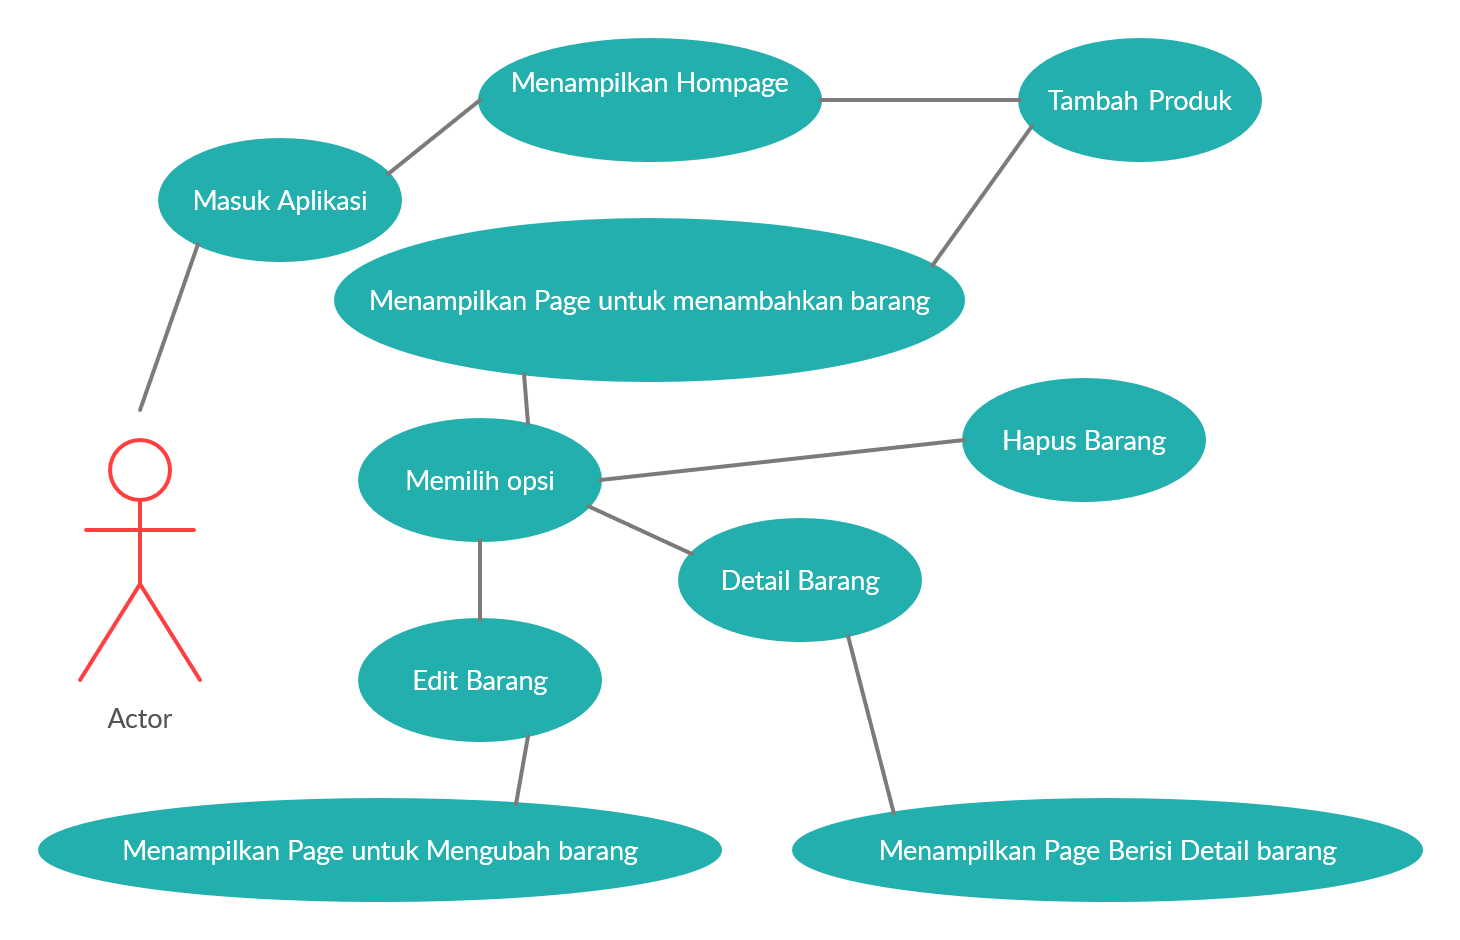 Menampilkan Hompage
Tambah Produk
Masuk Aplikasi
Menampilkan Page untuk menambahkan barang
Hapus Barang
Memilih opsi
Detail Barang
Edit Barang
Actor
Menampilkan Page untuk Mengubah barang
Menampilkan Page Berisi Detail barang